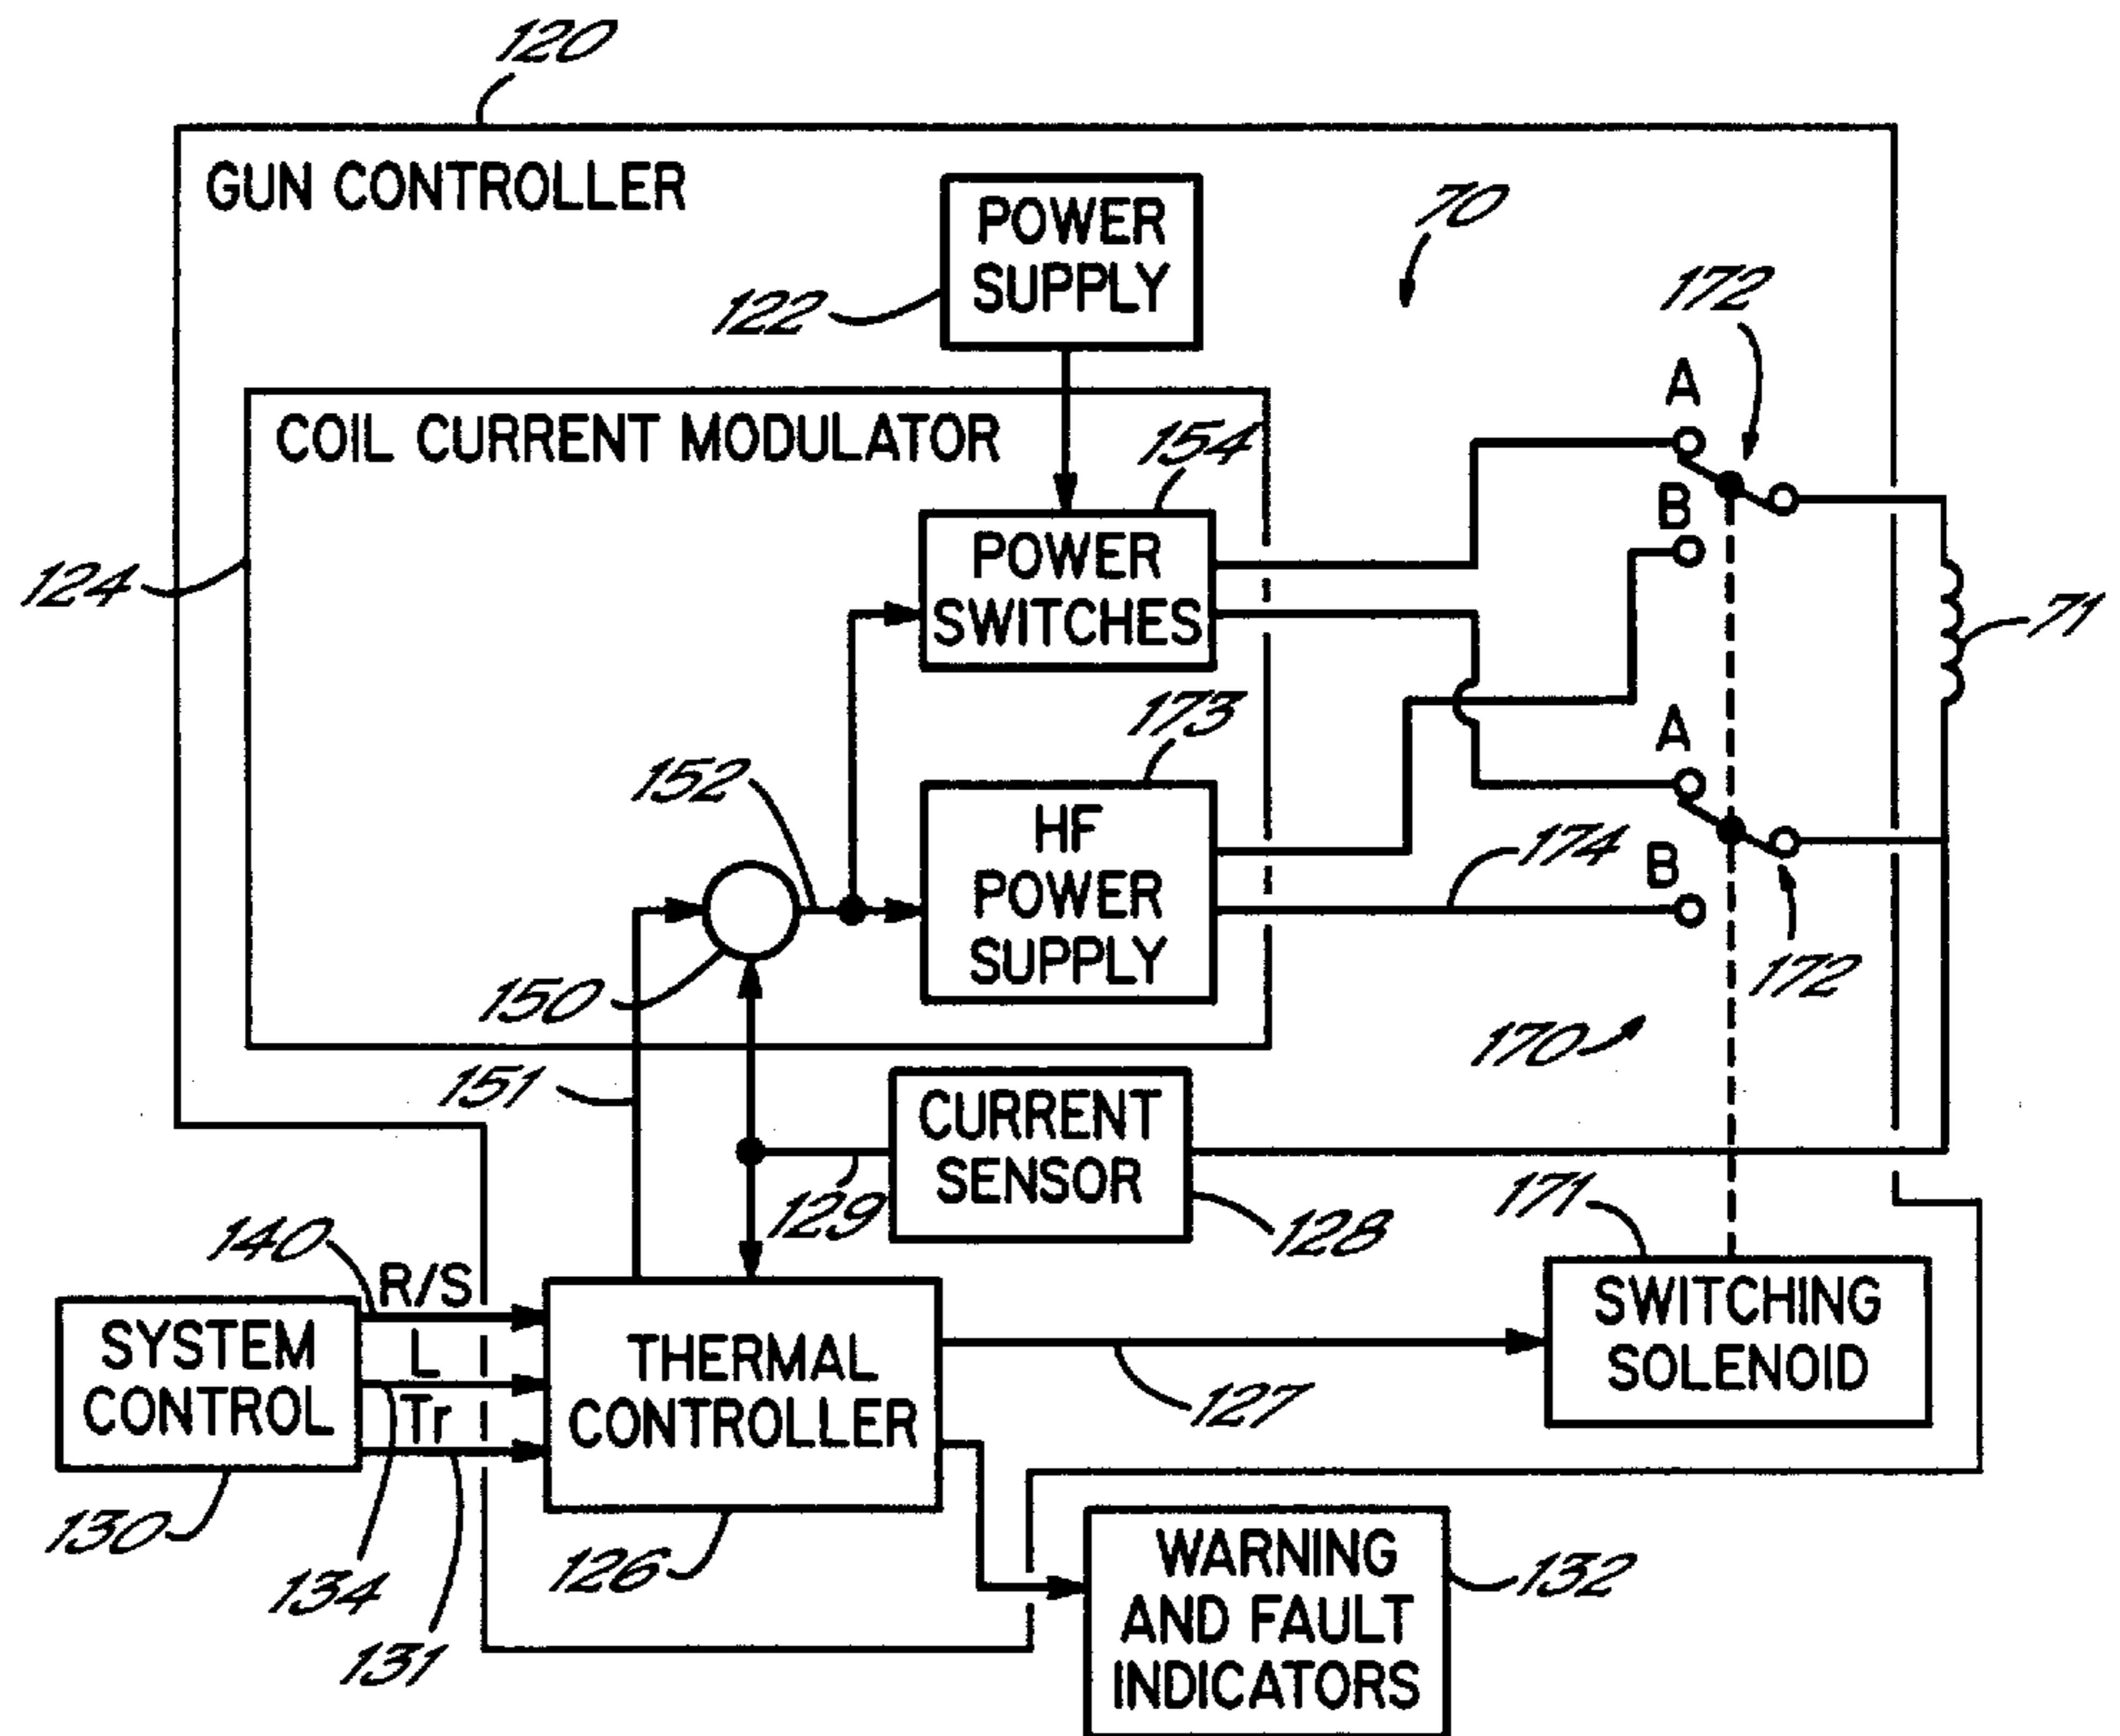 120
GUN CONTROLLER
POWER
SUPPLY
70
122
172
A
COIL CURRENT MODULATOR
154
B
POWER
SWITCHES
124
71
173
A
152
HF
POWER
SUPPLY
174
B
150
172
170
151
CURRENT
SENSOR
129
128
171
140
R/S
L
Tr
SYSTEM
CONTROL
THERMAL
CONTROLLER
SWITCHING
SOLENOID
127
130
134
131
126
WARNING
AND FAULT
INDICATORS
132